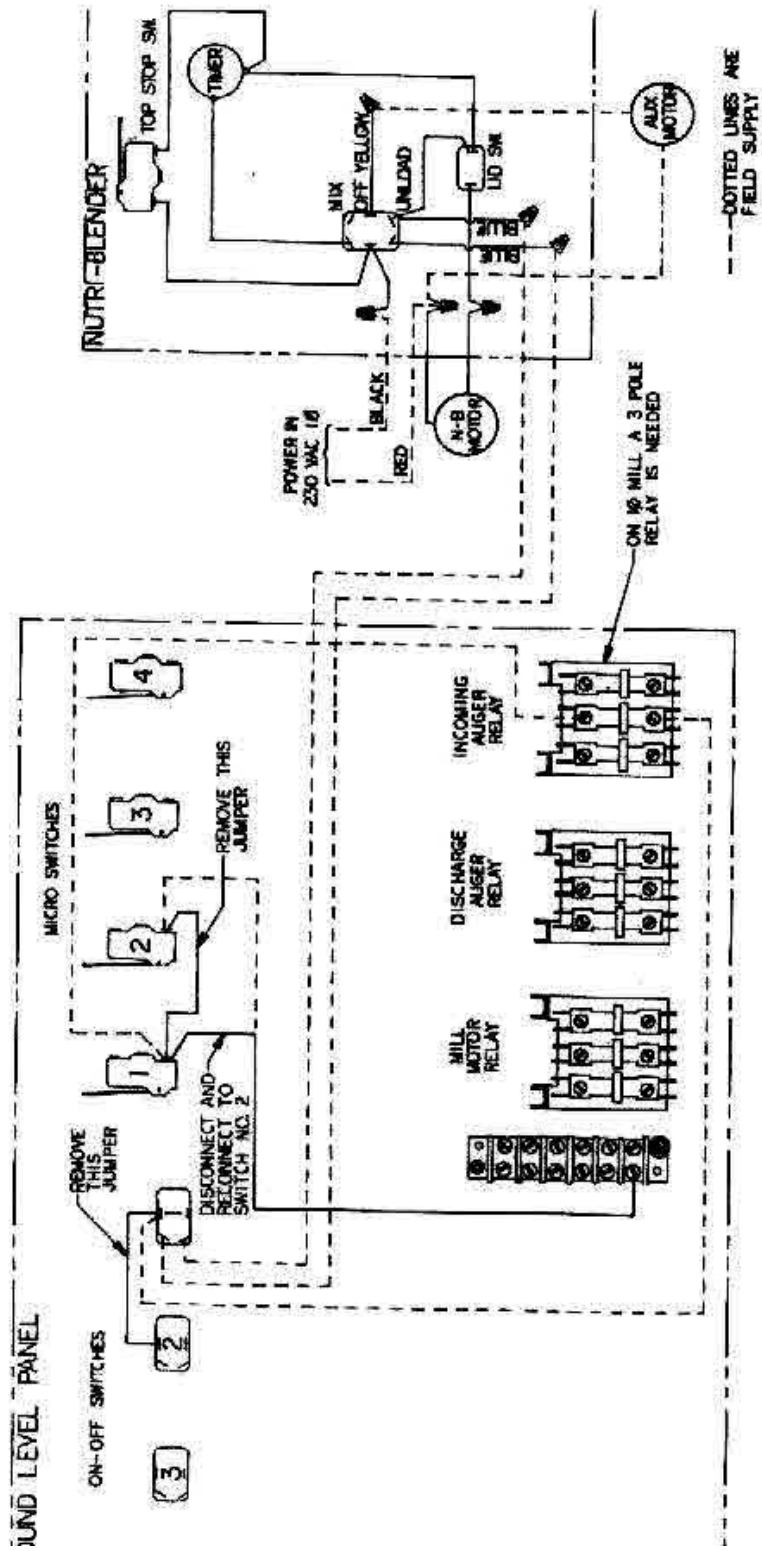 OUND LEVEL PANEL
ON-OFF SWITCHES
3
2
1
REMOVE
THIS
JUMPER
DISCONNECT AND
RECONNECT TO
SWITCH NO. 2
MICRO SWITCHES
1
2
3
4
REMOVE THIS
JUMPER
MILL
MOTOR
RELAY
DISCHARGE
AUGER
RELAY
INCOMING
AUGER
RELAY
ON 1Ø MILL A 3 POLE
RELAY IS NEEDED
NUTRI-BLENDER
TOP STOP SW.
TIMER
MIX
OFF YELLOW
UNLOAD
LID SW.
BLUE
BLUE
POWER IN
230 VAC 1Ø
BLACK
RED
N-B
MOTOR
AUX
MOTOR
DOTTED LINES ARE
FIELD SUPPLY